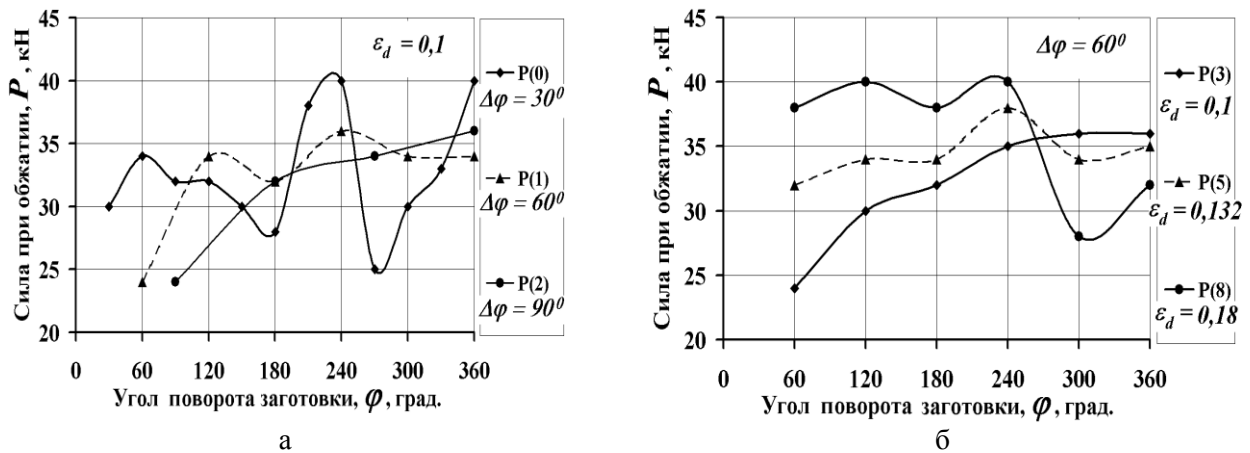 Сила при обжатии, P , кН
45
40
35
30
25
20
ε_d = 0,1
P(0)
Δφ = 30⁰
P(1)
Δφ = 60⁰
P(2)
Δφ = 90⁰
0 60 120 180 240 300 360
Угол поворота заготовки, φ, град.
а
Сила при обжатии, P , кН
45
40
35
30
25
20
Δφ = 60⁰
P(3)
ε_d = 0,1
P(5)
ε_d = 0,132
P(8)
ε_d = 0,18
0 60 120 180 240 300 360
Угол поворота заготовки, φ, град.
б